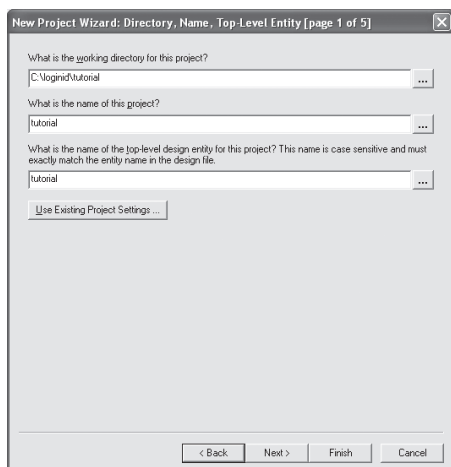 New Project Wizard: Directory, Name, Top-Level Entity [page 1 of 5]
What is the working directory for this project?
C:\loginid\tutorial
...
What is the name of this project?
tutorial
...
What is the name of the top-level design entity for this project? This name is case sensitive and must
exactly match the entity name in the design file.
tutorial
...
Use Existing Project Settings ...
< Back
Next >
Finish
Cancel